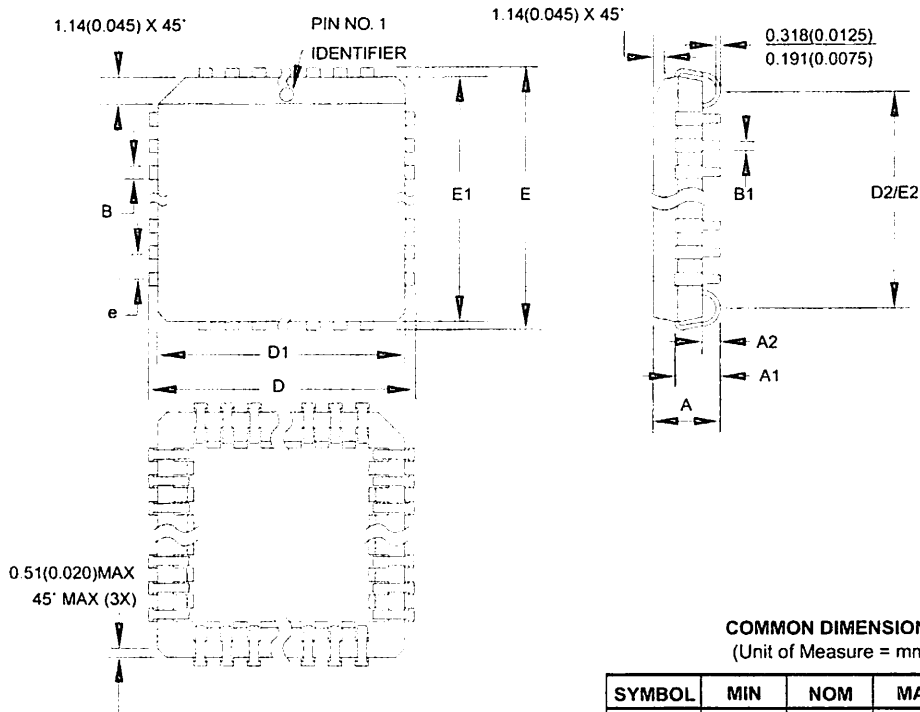 1.14(0.045) X 45°
PIN NO. 1
IDENTIFIER
1.14(0.045) X 45°
0.318(0.0125)
0.191(0.0075)
B
e
E1
E
B1
D2/E2
D1
D
A2
A1
A
0.51(0.020)MAX
45° MAX (3X)
COMMON DIMENSION
(Unit of Measure = mm
SYMBOL MIN NOM MA